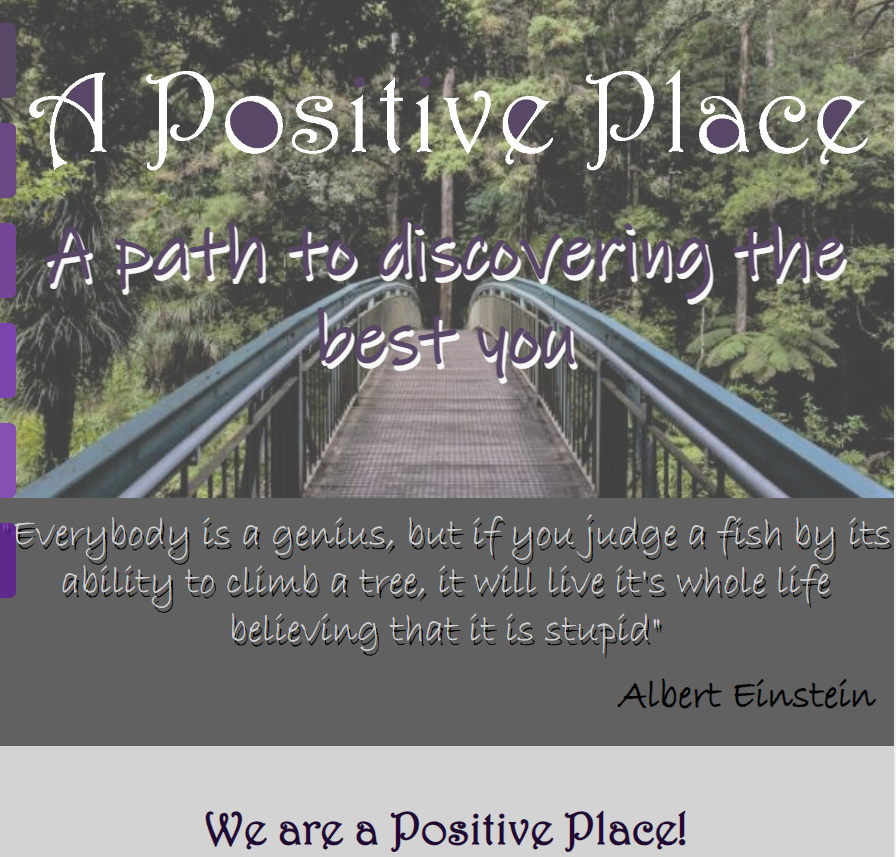 A Positive Place
A path to discovering the
best you
"Everybody is a genius, but if you judge a fish by its
ability to climb a tree, it will live it's whole life
believing that it is stupid"
Albert Einstein
We are a Positive Place!